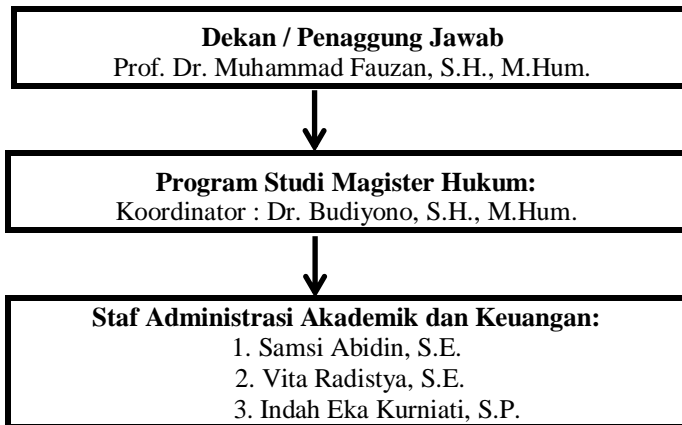 Dekan / Penaggung Jawab
Prof. Dr. Muhammad Fauzan, S.H., M.Hum.
Program Studi Magister Hukum:
Koordinator : Dr. Budiyono, S.H., M.Hum.
Staf Administrasi Akademik dan Keuangan:
1. Samsi Abidin, S.E.
2. Vita Radistya, S.E.
3. Indah Eka Kurniati, S.P.